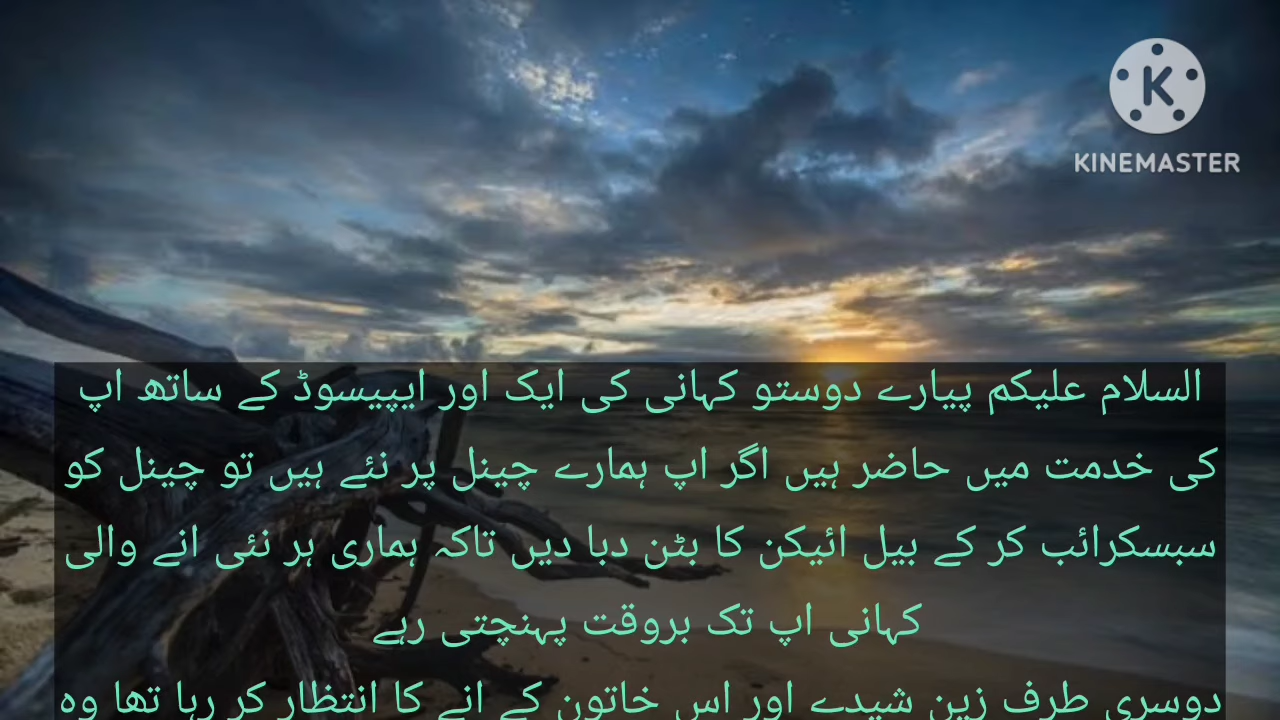 KINEMASTER
السلام علیکم پیارے دوستو کہانی کی ایک اور ایپیسوڈ کے ساتھ اپ
کی خدمت میں حاضر ہیں اگر اپ ہمارے چینل پر نئے ہیں تو چینل کو
سبسکرائب کر کے بیل ائیکن کا بٹن دبا دیں تاکہ ہماری ہر نئی انے والی
کہانی اپ تک بروقت پہنچتی رہے
دوسری طرف زین شیدے اور اس خاتون کے انے کا انتظار کر رہا تھا وہ